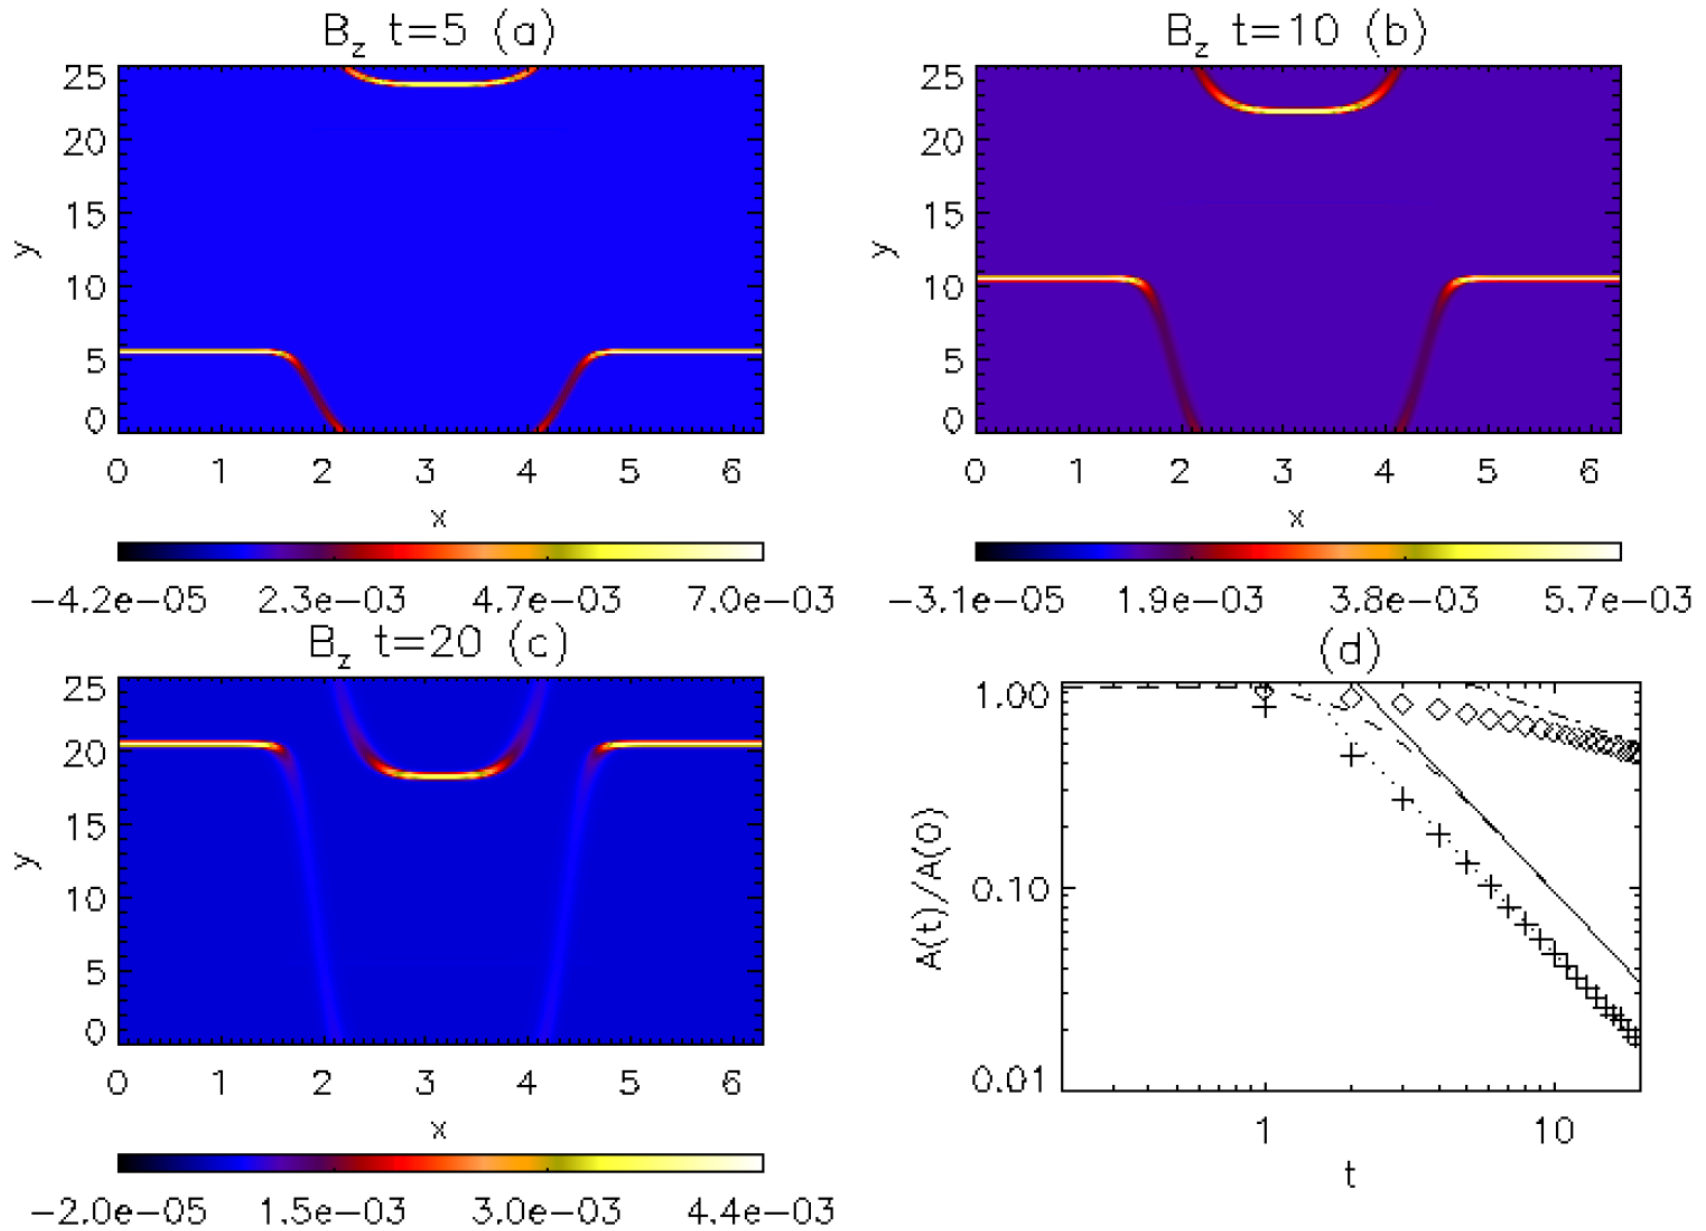 B_z t=5 (a)
25
20
15
10
5
0
y
0 1 2 3 4 5 6
x
−4.2e−05 2.3e−03 4.7e−03 7.0e−03
B_z t=10 (b)
25
20
15
10
5
0
y
0 1 2 3 4 5 6
x
−3.1e−05 1.9e−03 3.8e−03 5.7e−03
B_z t=20 (c)
25
20
15
10
5
0
y
0 1 2 3 4 5 6
x
−2.0e−05 1.5e−03 3.0e−03 4.4e−03
(d)
1.00
0.10
0.01
A(t)/A(0)
1 10
t